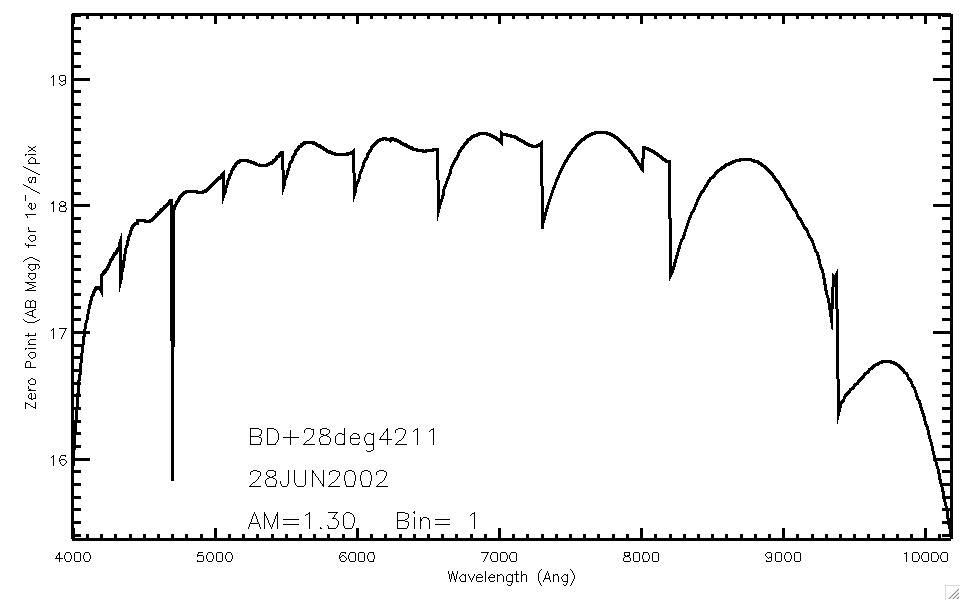 19
18
17
16
Zero Point (AB Mag) for 1e⁻/s/pix
BD+28deg4211
28JUN2002
AM=1.30 Bin= 1
4000 5000 6000 7000 8000 9000 10000
Wavelength (Ang)